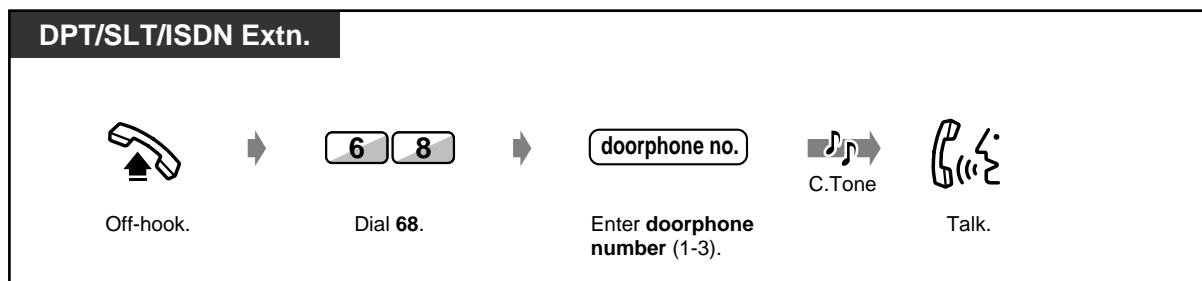 DPT/SLT/ISDN Extn.
6 8
doorphone no.
C.Tone
Off-hook.
Dial 68.
Enter doorphone
number (1-3).
Talk.